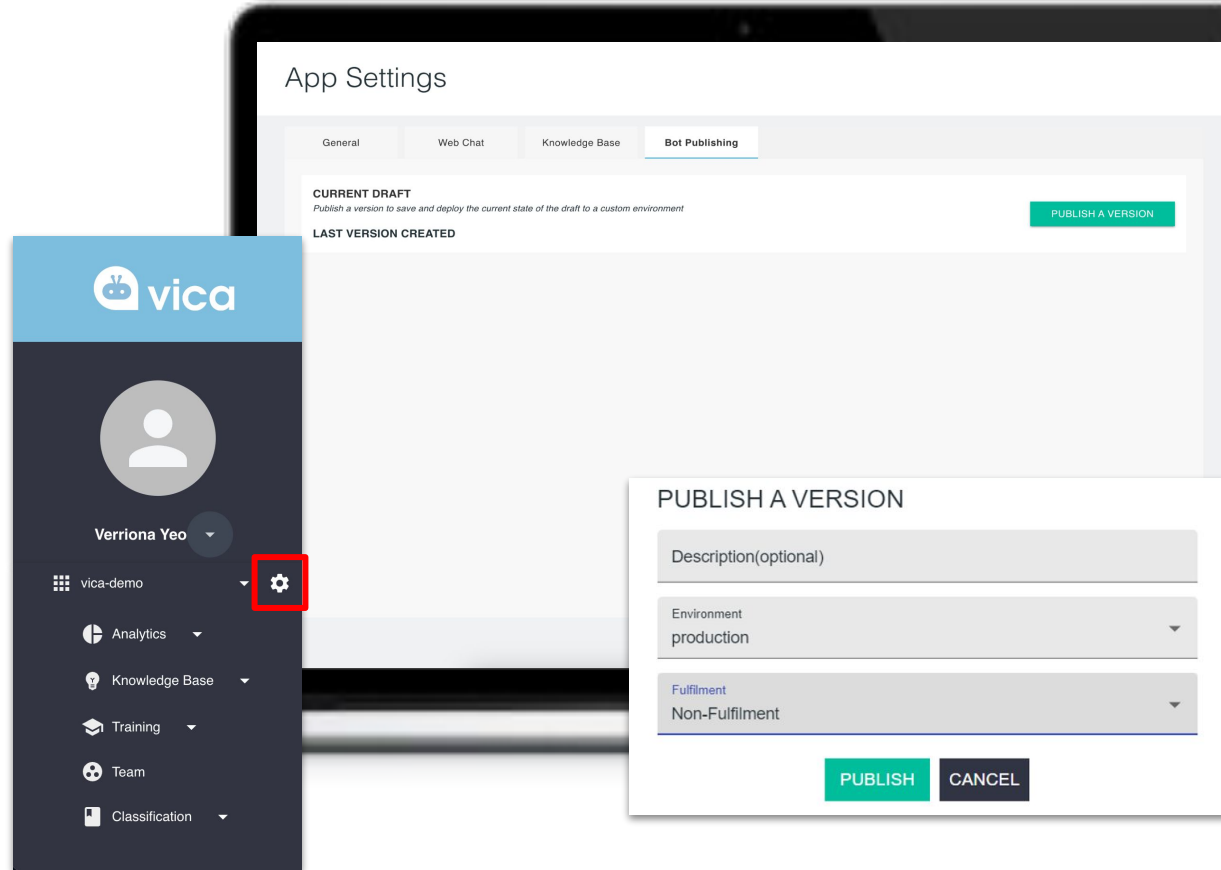 App Settings
General
Web Chat
Knowledge Base
Bot Publishing
CURRENT DRAFT
Publish a version to save and deploy the current state of the draft to a custom environment
PUBLISH A VERSION
LAST VERSION CREATED
vica
Verriona Yeo
vica-demo
Analytics
Knowledge Base
Training
Team
Classification
PUBLISH A VERSION
Description(optional)
Environment
production
Fulfilment
Non-Fulfilment
PUBLISH
CANCEL